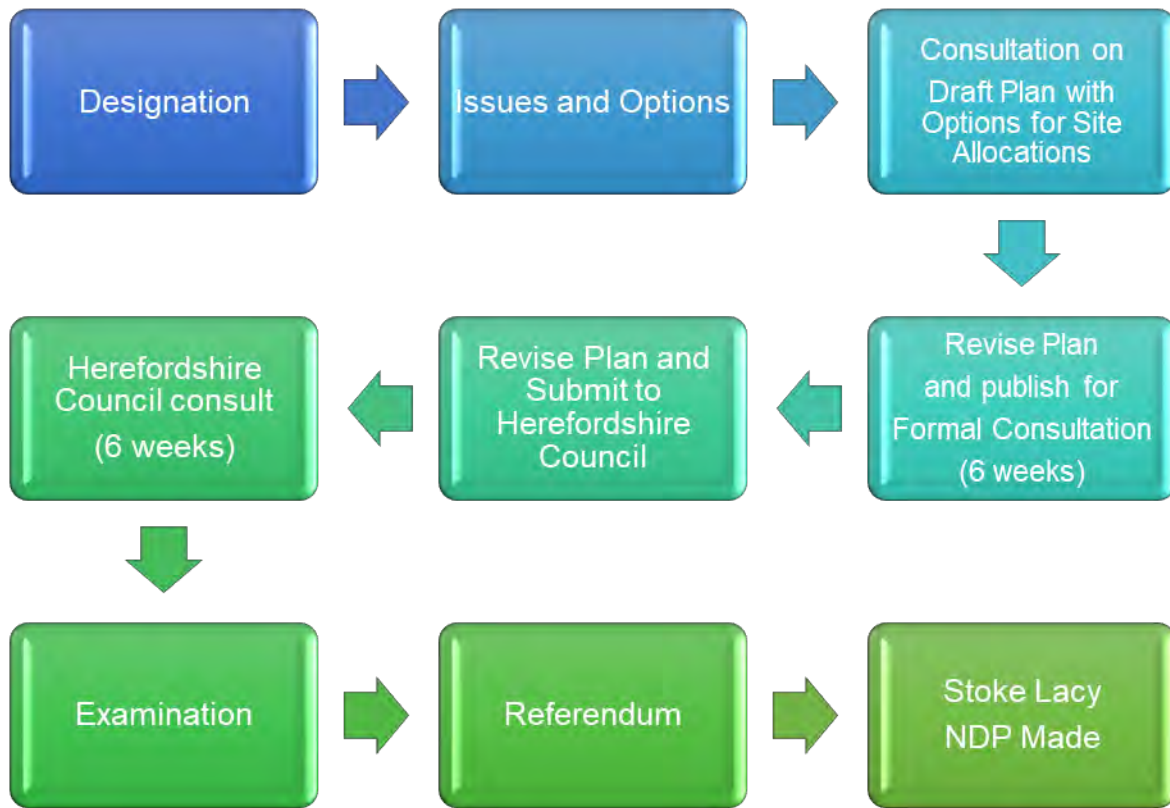 Designation
Issues and Options
Consultation on
Draft Plan with
Options for Site
Allocations
Revise Plan
and publish for
Formal Consultation
(6 weeks)
Revise Plan and
Submit to
Herefordshire
Council
Herefordshire
Council consult
(6 weeks)
Examination
Referendum
Stoke Lacy
NDP Made